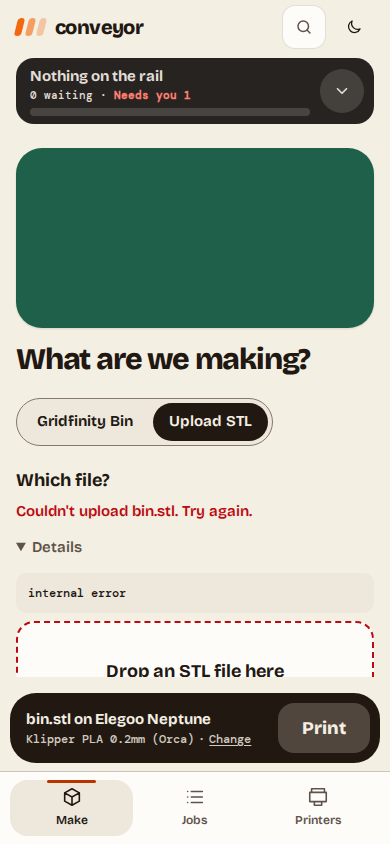 conveyor
Nothing on the rail
0 waiting · Needs you 1
What are we making?
Gridfinity Bin
Upload STL
Which file?
Couldn't upload bin.stl. Try again.
▼ Details
internal error
Drop an STL file here
bin.stl on Elegoo Neptune
Klipper PLA 0.2mm (Orca) · Change
Print
Make
Jobs
Printers